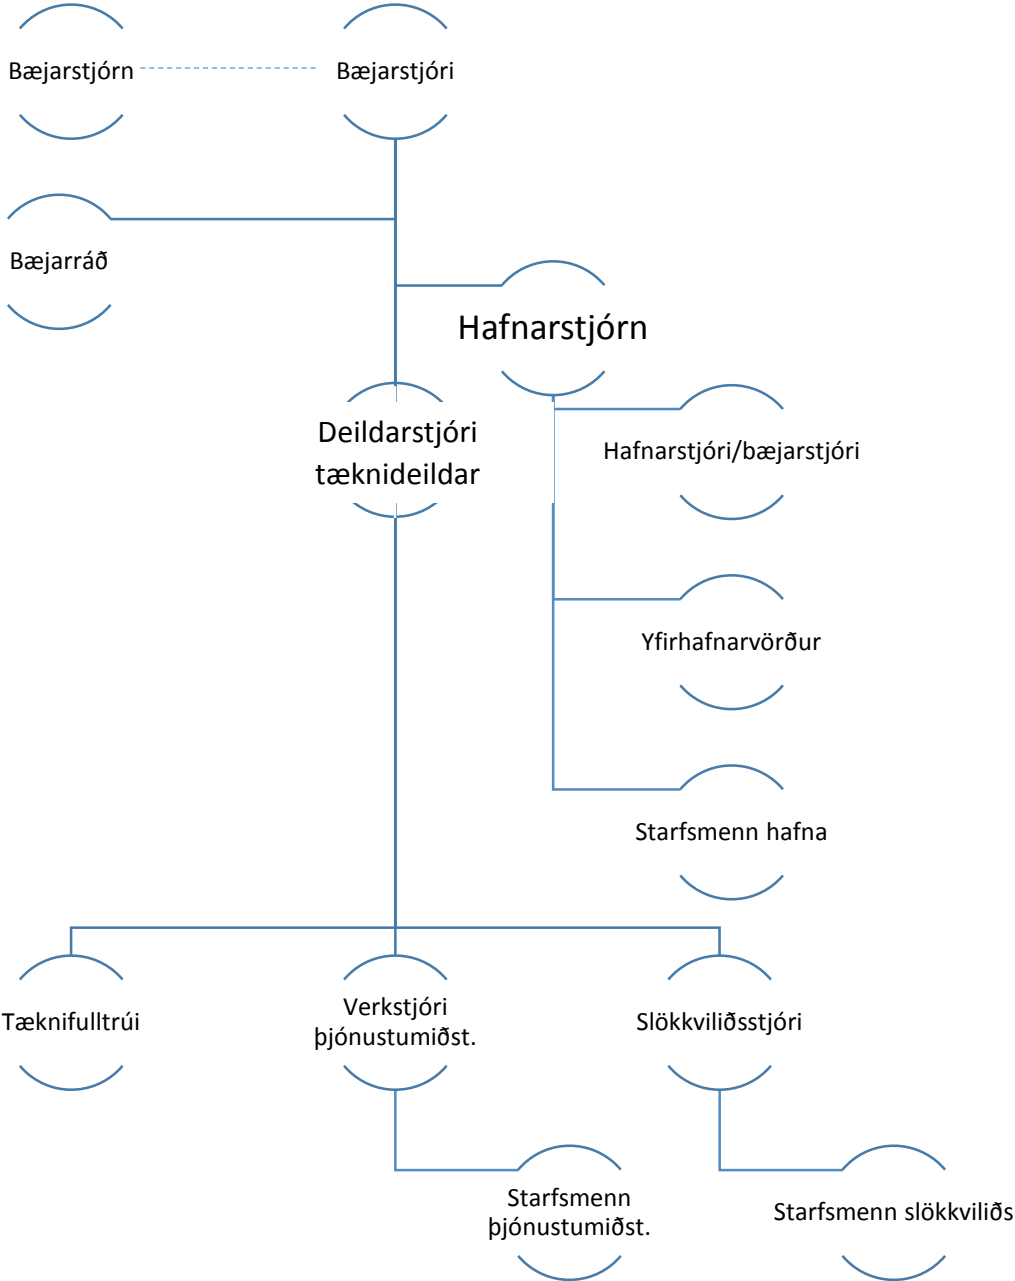 Bæjarstjórn
Bæjarstjóri
Bæjarráð
Hafnarstjórn
Deildarstjóri
tæknideildar
Hafnarstjóri/bæjarstjóri
Yfirhafnarvörður
Starfsmenn hafna
Tæknifulltrúi
Verkstjóri
þjónustumiðst.
Slökkviliðsstjóri
Starfsmenn
þjónustumiðst.
Starfsmenn slökkviliðs